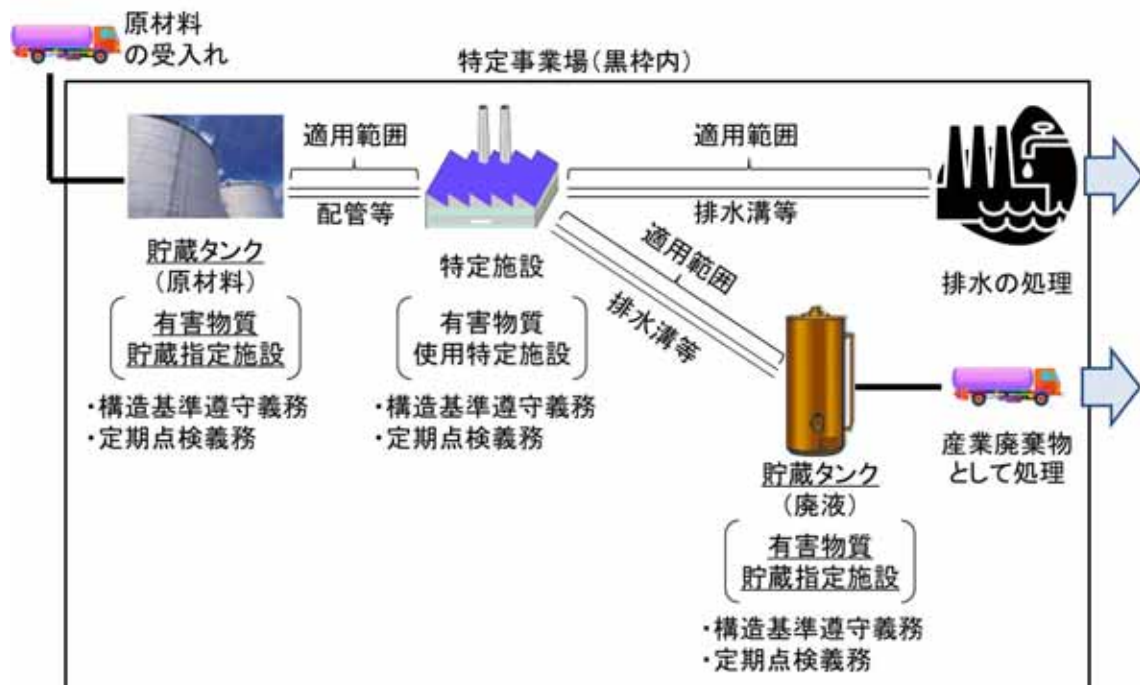 原材料
の受入れ
特定事業場(黒枠内)
適用範囲
配管等
適用範囲
排水溝等
適用範囲
排水溝等
貯蔵タンク
(原材料)
有害物質
貯蔵指定施設
・構造基準遵守義務
・定期点検義務
特定施設
有害物質
使用特定施設
・構造基準遵守義務
・定期点検義務
排水の処理
産業廃棄物
として処理
貯蔵タンク
(廃液)
有害物質
貯蔵指定施設
・構造基準遵守義務
・定期点検義務